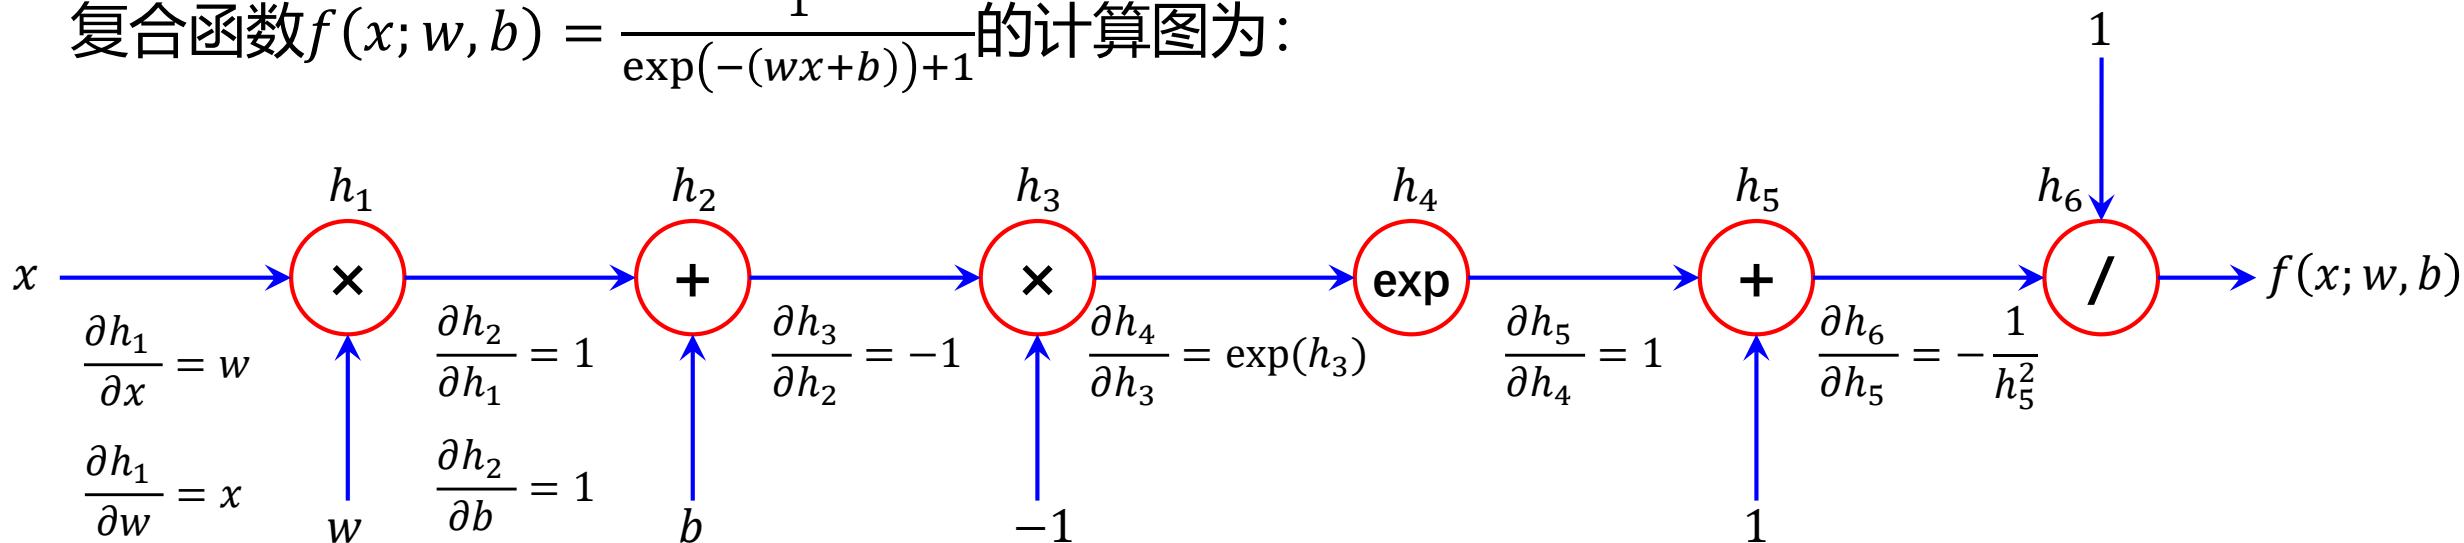 复合函数f(x; w, b) = 1/(exp(−(wx+b))+1)的计算图为：
1
h₁ h₂ h₃ h₄ h₅ h₆
x × + × exp + / f(x; w, b)
∂h₁/∂x = w ∂h₂/∂h₁ = 1 ∂h₃/∂h₂ = −1 ∂h₄/∂h₃ = exp(h₃) ∂h₅/∂h₄ = 1 ∂h₆/∂h₅ = −1/h₅²
∂h₁/∂w = x ∂h₂/∂b = 1
w b −1 1